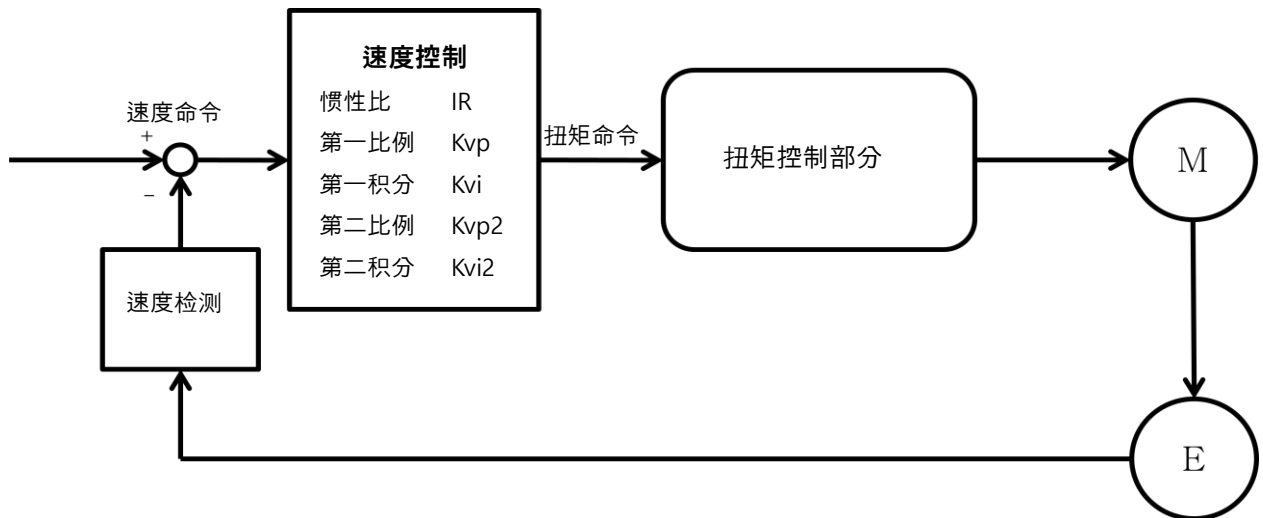 速度控制
惯性比 IR
第一比例 Kvp
第一积分 Kvi
第二比例 Kvp2
第二积分 Kvi2
速度命令
+
−
扭矩命令
扭矩控制部分
M
速度检测
E